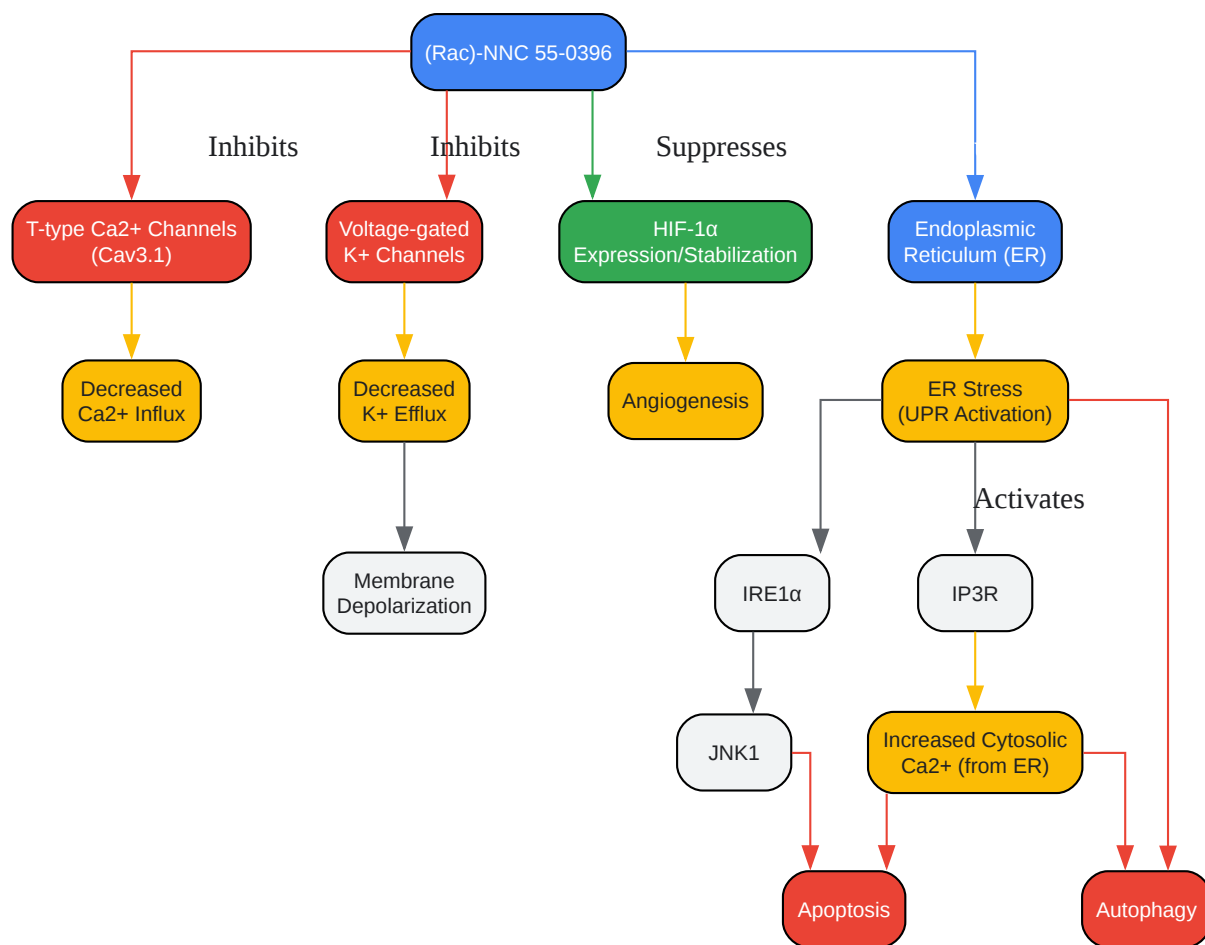 (Rac)-NNC 55-0396
Inhibits
Inhibits
Suppresses
T-type Ca2+ Channels
(Cav3.1)
Voltage-gated
K+ Channels
HIF-1α
Expression/Stabilization
Endoplasmic
Reticulum (ER)
Decreased
Ca2+ Influx
Decreased
K+ Efflux
Angiogenesis
ER Stress
(UPR Activation)
Activates
Membrane
Depolarization
IRE1α
IP3R
JNK1
Increased Cytosolic
Ca2+ (from ER)
Apoptosis
Autophagy